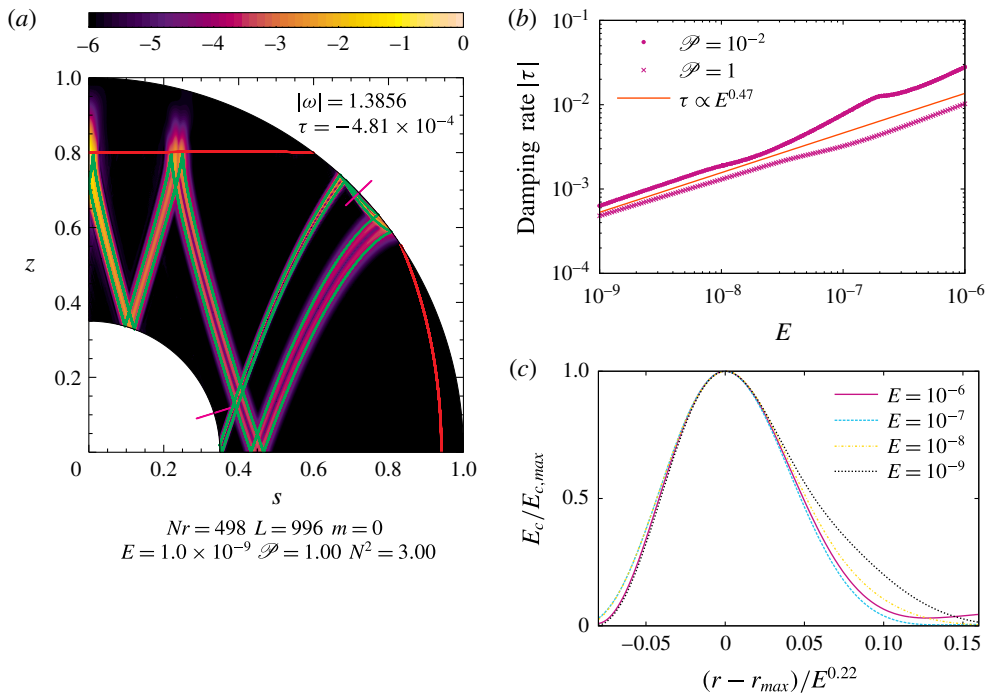 (a)
−6 −5 −4 −3 −2 −1 0
1.0
0.8
0.6
z
0.4
0.2
0 0.2 0.4 0.6 0.8 1.0
s
|ω| = 1.3856
τ = −4.81 × 10⁻⁴
Nr = 498 L = 996 m = 0
E = 1.0 × 10⁻⁹ 𝒫 = 1.00 N² = 3.00
(b)
Damping rate |τ|
10⁻¹
10⁻²
10⁻³
10⁻⁴
𝒫 = 10⁻²
𝒫 = 1
τ ∝ E^0.47
10⁻⁹ 10⁻⁸ 10⁻⁷ 10⁻⁶
E
(c)
E_c/E_c,max
1.0
0.5
0
E = 10⁻⁶
E = 10⁻⁷
E = 10⁻⁸
E = 10⁻⁹
−0.05 0 0.05 0.10 0.15
(r − r_max)/E^0.22